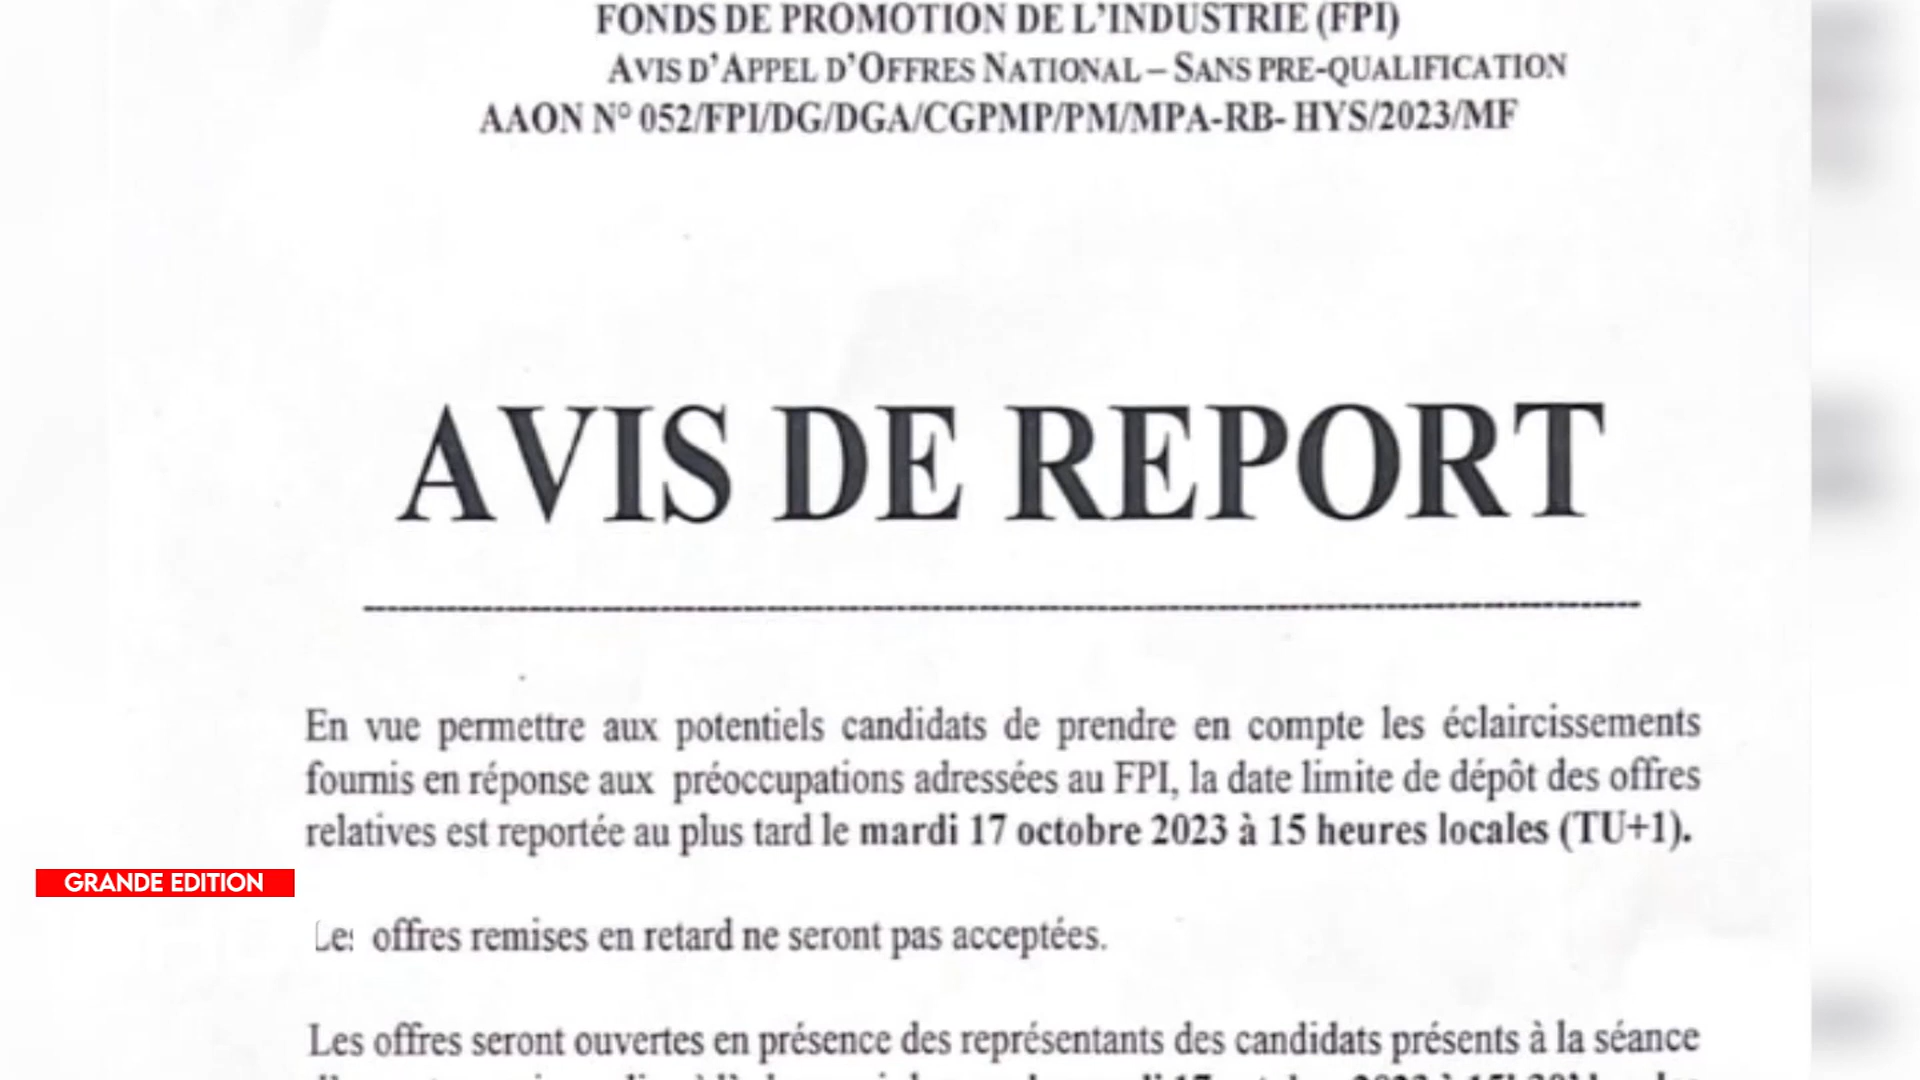 FONDS DE PROMOTION DE L'INDUSTRIE (FPI)
AVIS D'APPEL D'OFFRES NATIONAL – SANS PRE-QUALIFICATION
AAON N° 052/FPI/DG/DGA/CGPMP/PM/MPA-RB- HYS/2023/MF
AVIS DE REPORT
En vue permettre aux potentiels candidats de prendre en compte les éclaircissements
fournis en réponse aux préoccupations adressées au FPI, la date limite de dépôt des offres
relatives est reportée au plus tard le mardi 17 octobre 2023 à 15 heures locales (TU+1).
GRANDE EDITION
Les offres remises en retard ne seront pas acceptées.
Les offres seront ouvertes en présence des représentants des candidats présents à la séance